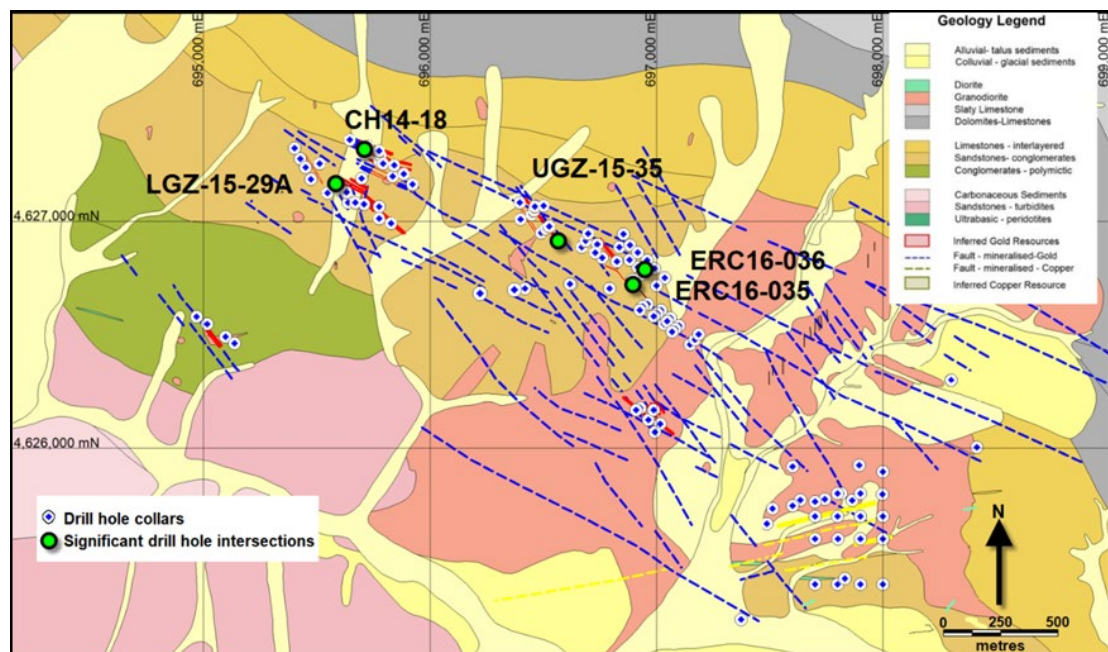 695,000 mE
696,000 mE
697,000 mE
698,000 mE
699,000 mE
Geology Legend
Alluvial- talus sediments
Colluvial - glacial sediments
Diorite
Granodiorite
Slaty Limestone
Dolomites-Limestones
Limestones - interlayered
Sandstones- conglomerates
Conglomerates - polymictic
Carbonaceous Sediments
Sandstones - turbidites
Ultrabasic - peridotites
Inferred Gold Resources
Fault - mineralised-Gold
Fault - mineralised - Copper
Inferred Copper Resource
CH14-18
UGZ-15-35
LGZ-15-29A
4,627,000 mN
ERC16-036
ERC16-035
4,626,000 mN
Drill hole collars
Significant drill hole intersections
N
0 250 500
metres